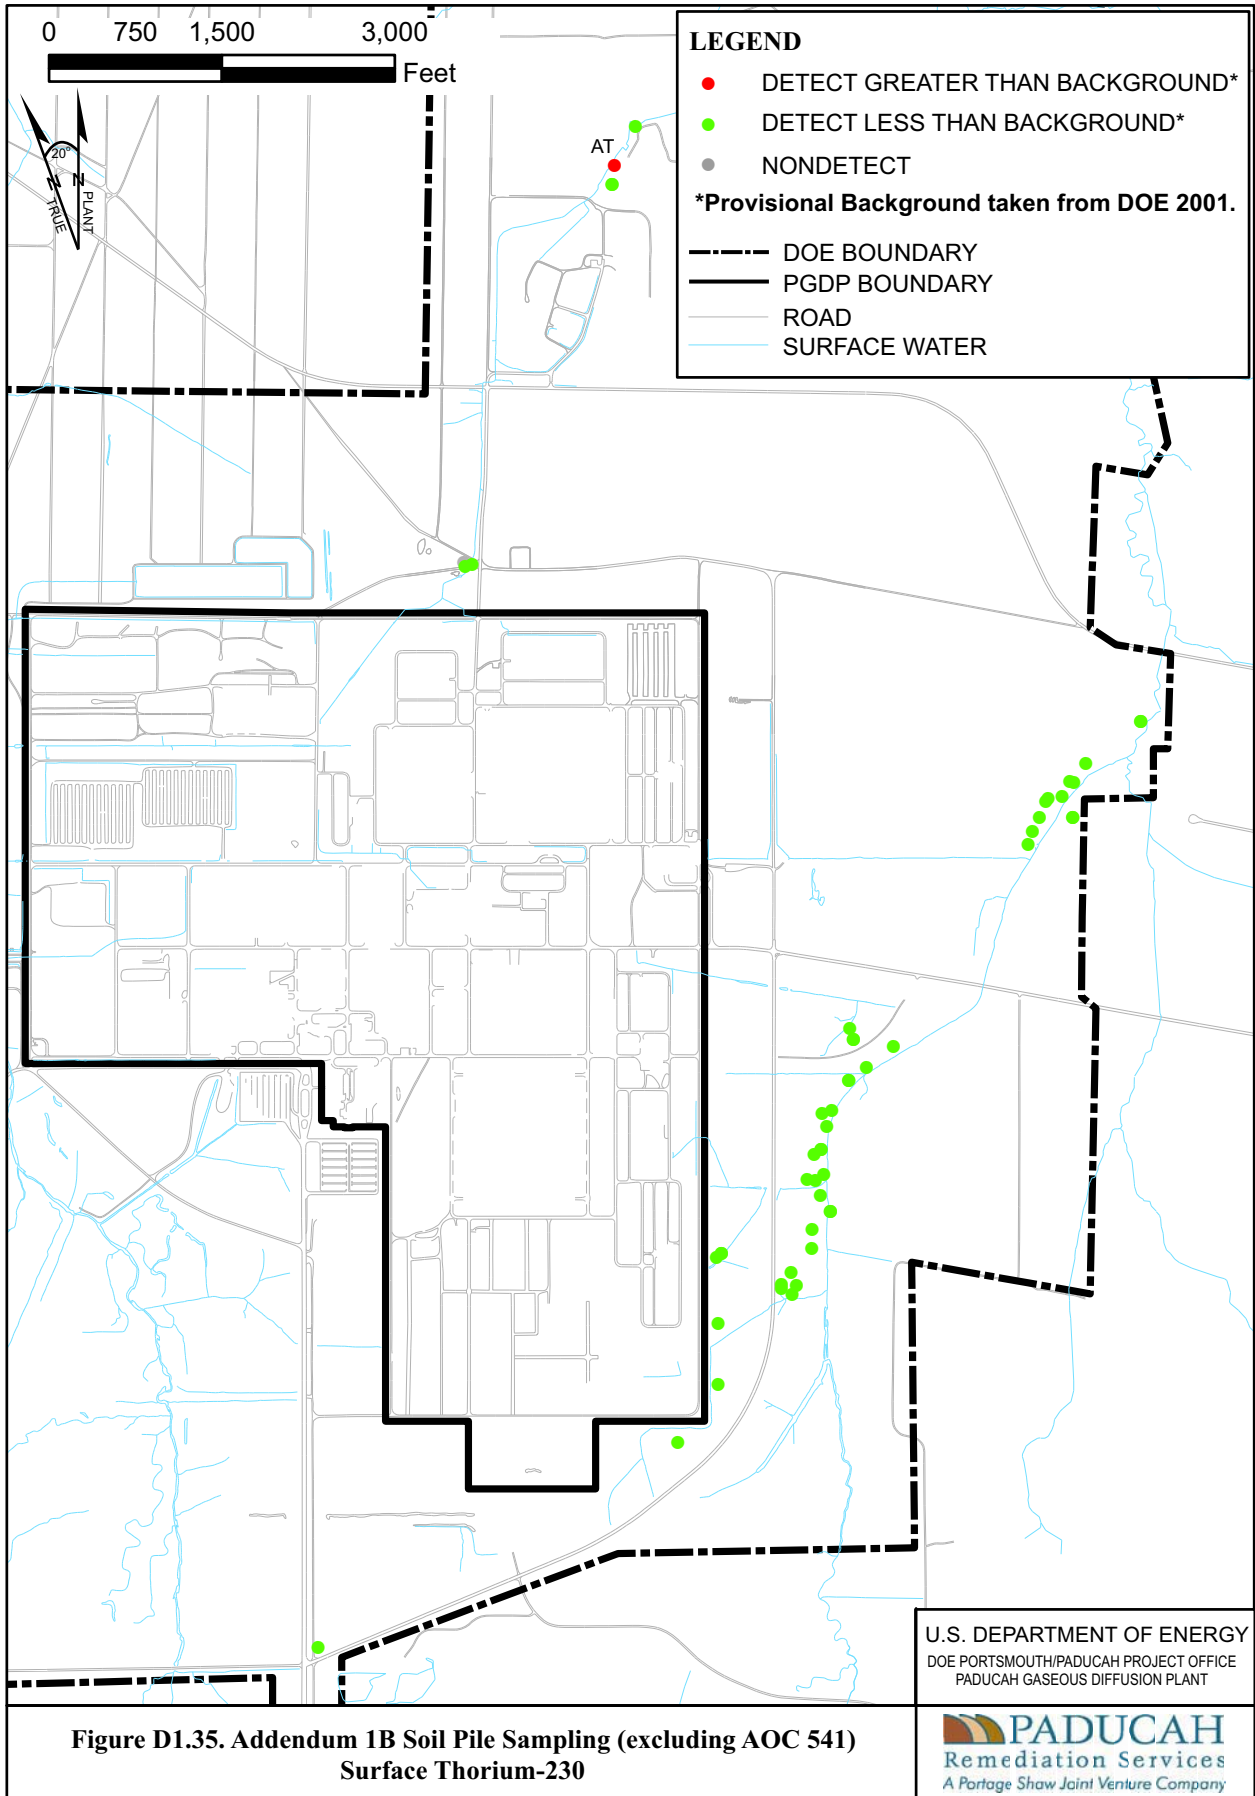 0 750 1,500 3,000
Feet
20°
N TRUE
N PLANT
AT
LEGEND
DETECT GREATER THAN BACKGROUND*
DETECT LESS THAN BACKGROUND*
NONDETECT
*Provisional Background taken from DOE 2001.
DOE BOUNDARY
PGDP BOUNDARY
ROAD
SURFACE WATER
U.S. DEPARTMENT OF ENERGY
DOE PORTSMOUTH/PADUCAH PROJECT OFFICE
PADUCAH GASEOUS DIFFUSION PLANT
Figure D1.35. Addendum 1B Soil Pile Sampling (excluding AOC 541)
Surface Thorium-230
PADUCAH
Remediation Services
A Portage Shaw Joint Venture Company